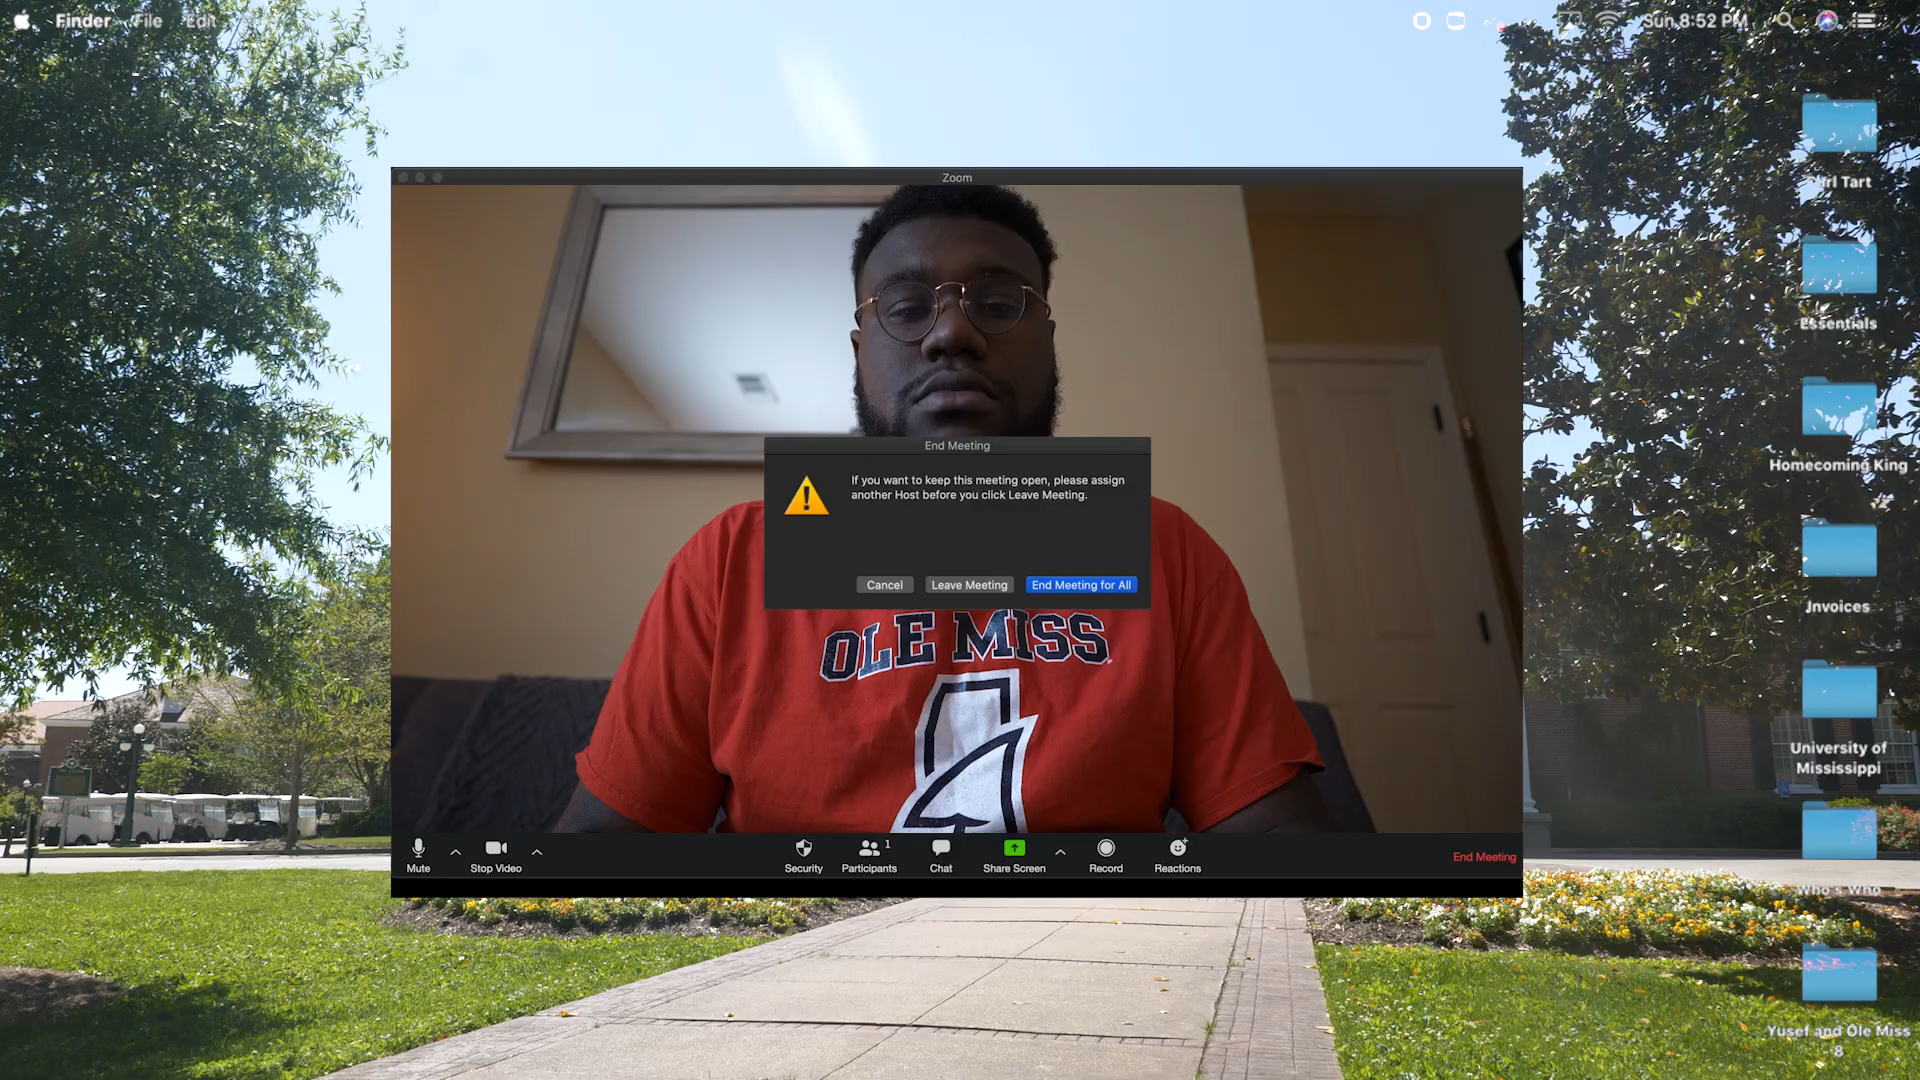 Finder File Edit
Sun 8:52 PM
Tart
Essentials
Homecoming King
Invoices
University of
Mississippi
Who's Who
Yusef and Ole Miss
8
Zoom
End Meeting
If you want to keep this meeting open, please assign
another Host before you click Leave Meeting.
Cancel Leave Meeting End Meeting for All
OLE MISS
Mute Stop Video Security Participants 1 Chat Share Screen Record Reactions End Meeting